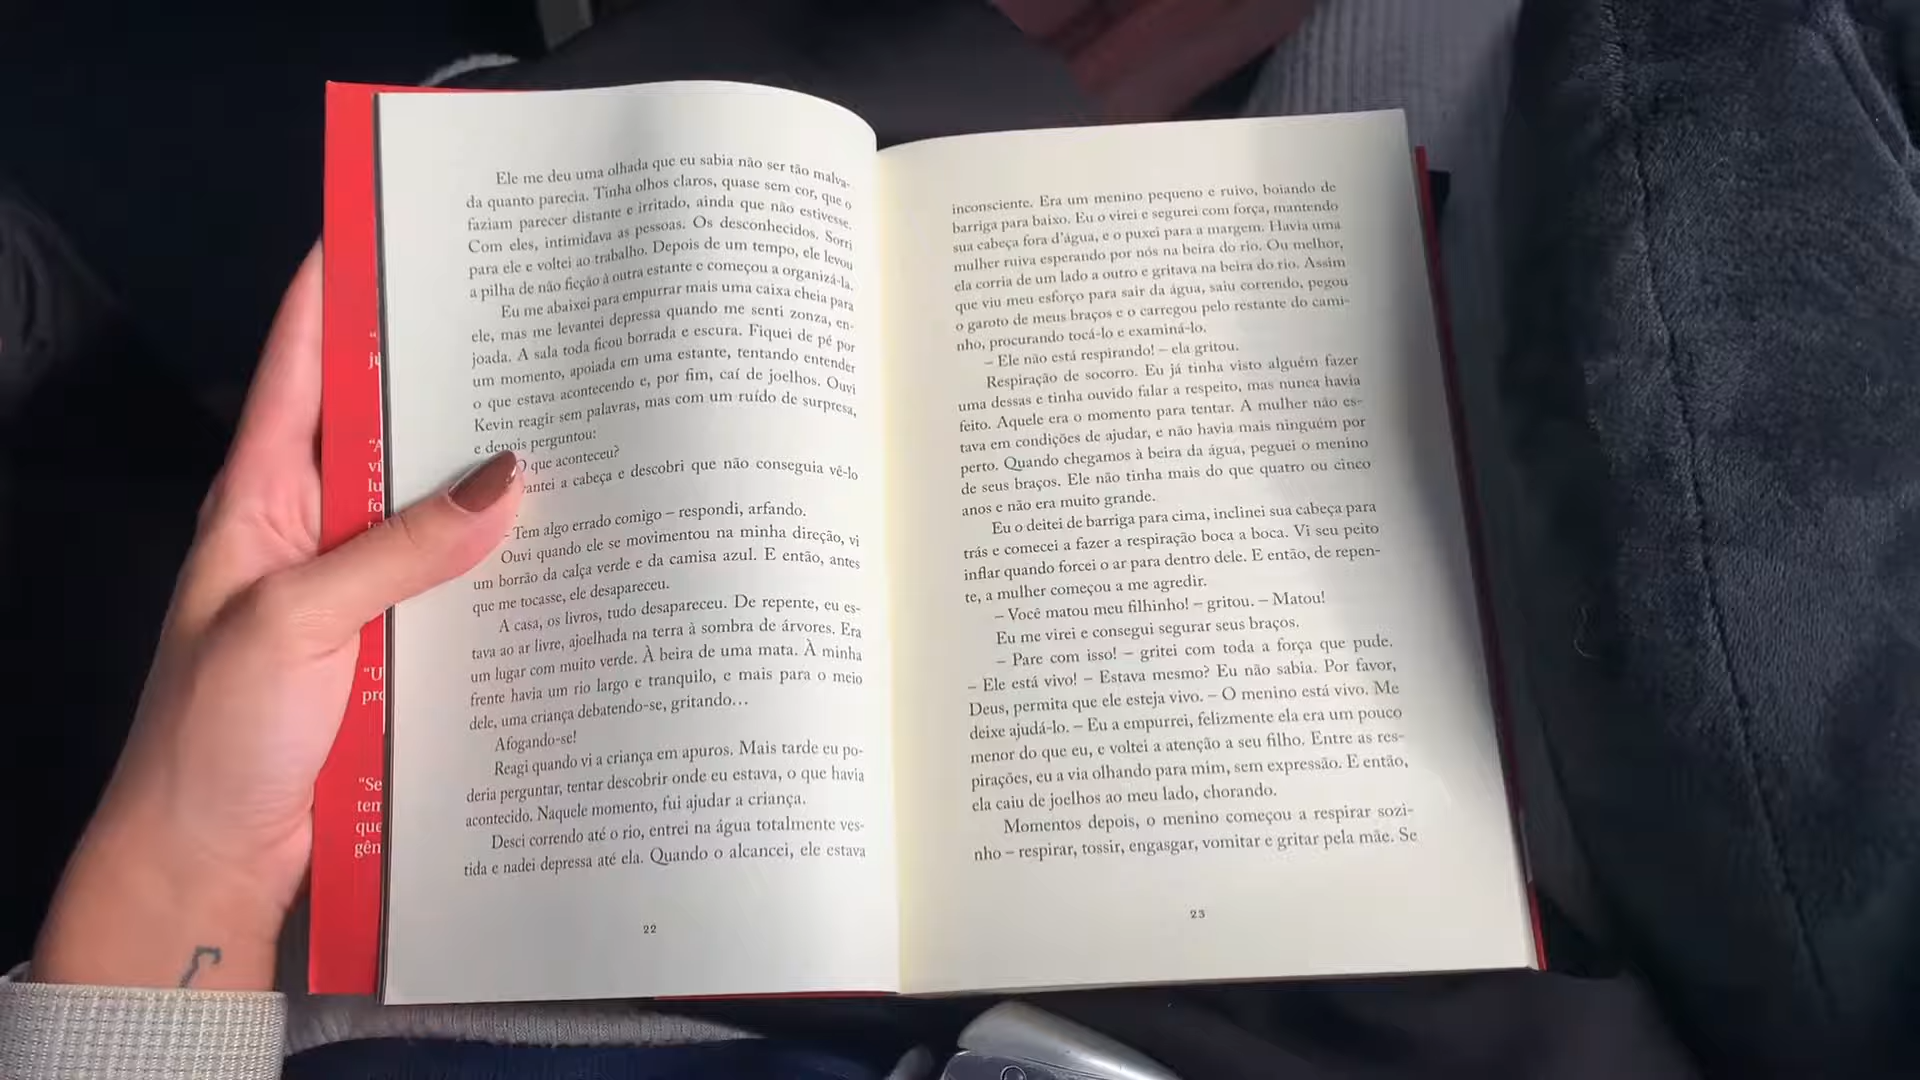 Ele me deu uma olhada que eu sabia não ser tão malva-
da quanto parecia. Tinha olhos claros, quase sem cor, que o
faziam parecer distante e irritado, ainda que não estivesse.
Com eles, intimidava as pessoas. Os desconhecidos. Sorri
para ele e voltei ao trabalho. Depois de um tempo, ele levou
a pilha de não ficção à outra estante e começou a organizá-la.
Eu me abaixei para empurrar mais uma caixa cheia para
ele, mas me levantei depressa quando me senti zonza, en-
joada. A sala toda ficou borrada e escura. Fiquei de pé por
um momento, apoiada em uma estante, tentando entender
o que estava acontecendo e, por fim, caí de joelhos. Ouvi
Kevin reagir sem palavras, mas com um ruído de surpresa,
e depois perguntou:
O que aconteceu?
vantei a cabeça e descobri que não conseguia vê-lo
– Tem algo errado comigo – respondi, arfando.
Ouvi quando ele se movimentou na minha direção, vi
um borrão da calça verde e da camisa azul. E então, antes
que me tocasse, ele desapareceu.
A casa, os livros, tudo desapareceu. De repente, eu es-
tava ao ar livre, ajoelhada na terra à sombra de árvores. Era
um lugar com muito verde. À beira de uma mata. À minha
frente havia um rio largo e tranquilo, e mais para o meio
dele, uma criança debatendo-se, gritando...
Afogando-se!
Reagi quando vi a criança em apuros. Mais tarde eu po-
deria perguntar, tentar descobrir onde eu estava, o que havia
acontecido. Naquele momento, fui ajudar a criança.
Desci correndo até o rio, entrei na água totalmente ves-
tida e nadei depressa até ela. Quando o alcancei, ele estava
22
inconsciente. Era um menino pequeno e ruivo, boiando de
barriga para baixo. Eu o virei e segurei com força, mantendo
sua cabeça fora d'água, e o puxei para a margem. Havia uma
mulher ruiva esperando por nós na beira do rio. Ou melhor,
ela corria de um lado a outro e gritava na beira do rio. Assim
que viu meu esforço para sair da água, saiu correndo, pegou
o garoto de meus braços e o carregou pelo restante do cami-
nho, procurando tocá-lo e examiná-lo.
– Ele não está respirando! – ela gritou.
Respiração de socorro. Eu já tinha visto alguém fazer
uma dessas e tinha ouvido falar a respeito, mas nunca havia
feito. Aquele era o momento para tentar. A mulher não es-
tava em condições de ajudar, e não havia mais ninguém por
perto. Quando chegamos à beira da água, peguei o menino
de seus braços. Ele não tinha mais do que quatro ou cinco
anos e não era muito grande.
Eu o deitei de barriga para cima, inclinei sua cabeça para
trás e comecei a fazer a respiração boca a boca. Vi seu peito
inflar quando forcei o ar para dentro dele. E então, de repen-
te, a mulher começou a me agredir.
– Você matou meu filhinho! – gritou. – Matou!
Eu me virei e consegui segurar seus braços.
– Pare com isso! – gritei com toda a força que pude.
– Ele está vivo! – Estava mesmo? Eu não sabia. Por favor,
Deus, permita que ele esteja vivo. – O menino está vivo. Me
deixe ajudá-lo. – Eu a empurrei, felizmente ela era um pouco
menor do que eu, e voltei a atenção a seu filho. Entre as res-
pirações, eu a via olhando para mim, sem expressão. E então,
ela caiu de joelhos ao meu lado, chorando.
Momentos depois, o menino começou a respirar sozi-
nho – respirar, tossir, engasgar, vomitar e gritar pela mãe. Se
23